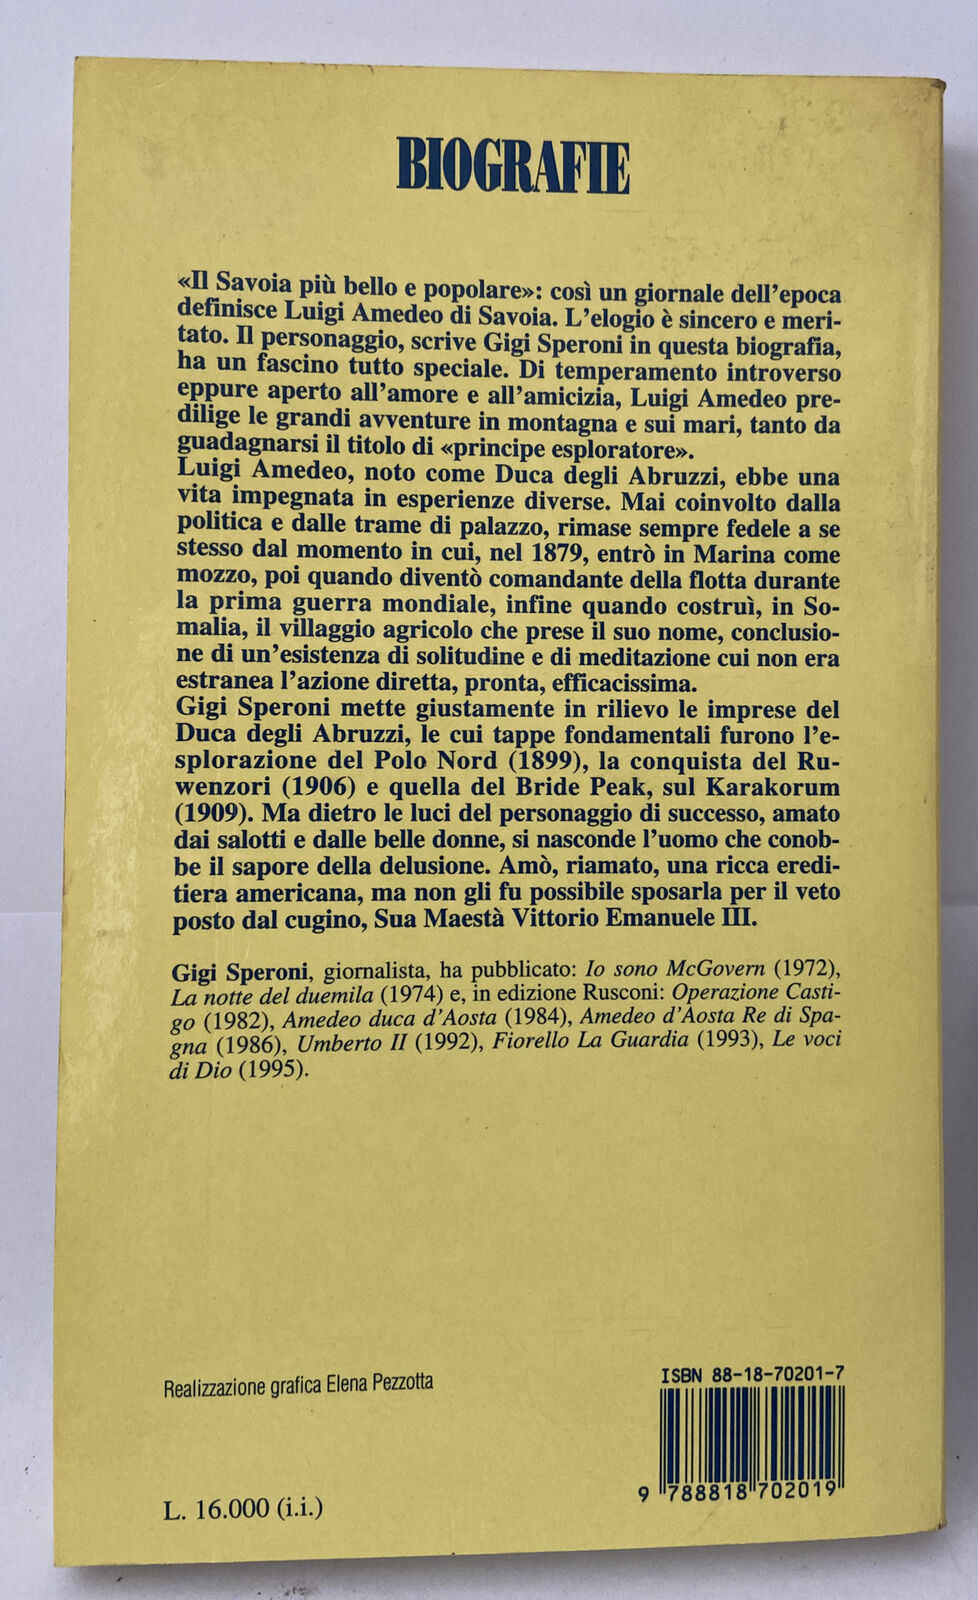 BIOGRAFIE
«Il Savoia più bello e popolare»: così un giornale dell'epoca
definisce Luigi Amedeo di Savoia. L'elogio è sincero e meri-
tato. Il personaggio, scrive Gigi Speroni in questa biografia,
ha un fascino tutto speciale. Di temperamento introverso
eppure aperto all'amore e all'amicizia, Luigi Amedeo pre-
dilige le grandi avventure in montagna e sui mari, tanto da
guadagnarsi il titolo di «principe esploratore».
Luigi Amedeo, noto come Duca degli Abruzzi, ebbe una
vita impegnata in esperienze diverse. Mai coinvolto dalla
politica e dalle trame di palazzo, rimase sempre fedele a se
stesso dal momento in cui, nel 1879, entrò in Marina come
mozzo, poi quando diventò comandante della flotta durante
la prima guerra mondiale, infine quando costruì, in So-
malia, il villaggio agricolo che prese il suo nome, conclusio-
ne di un'esistenza di solitudine e di meditazione cui non era
estranea l'azione diretta, pronta, efficacissima.
Gigi Speroni mette giustamente in rilievo le imprese del
Duca degli Abruzzi, le cui tappe fondamentali furono l'e-
splorazione del Polo Nord (1899), la conquista del Ru-
wenzori (1906) e quella del Bride Peak, sul Karakorum
(1909). Ma dietro le luci del personaggio di successo, amato
dai salotti e dalle belle donne, si nasconde l'uomo che conob-
be il sapore della delusione. Amò, riamato, una ricca eredi-
tiera americana, ma non gli fu possibile sposarla per il veto
posto dal cugino, Sua Maestà Vittorio Emanuele III.
Gigi Speroni, giornalista, ha pubblicato: Io sono McGovern (1972),
La notte del duemila (1974) e, in edizione Rusconi: Operazione Casti-
go (1982), Amedeo duca d'Aosta (1984), Amedeo d'Aosta Re di Spa-
gna (1986), Umberto II (1992), Fiorello La Guardia (1993), Le voci
di Dio (1995).
Realizzazione grafica Elena Pezzotta
ISBN 88-18-70201-7
9 788818 702019
L. 16.000 (i.i.)